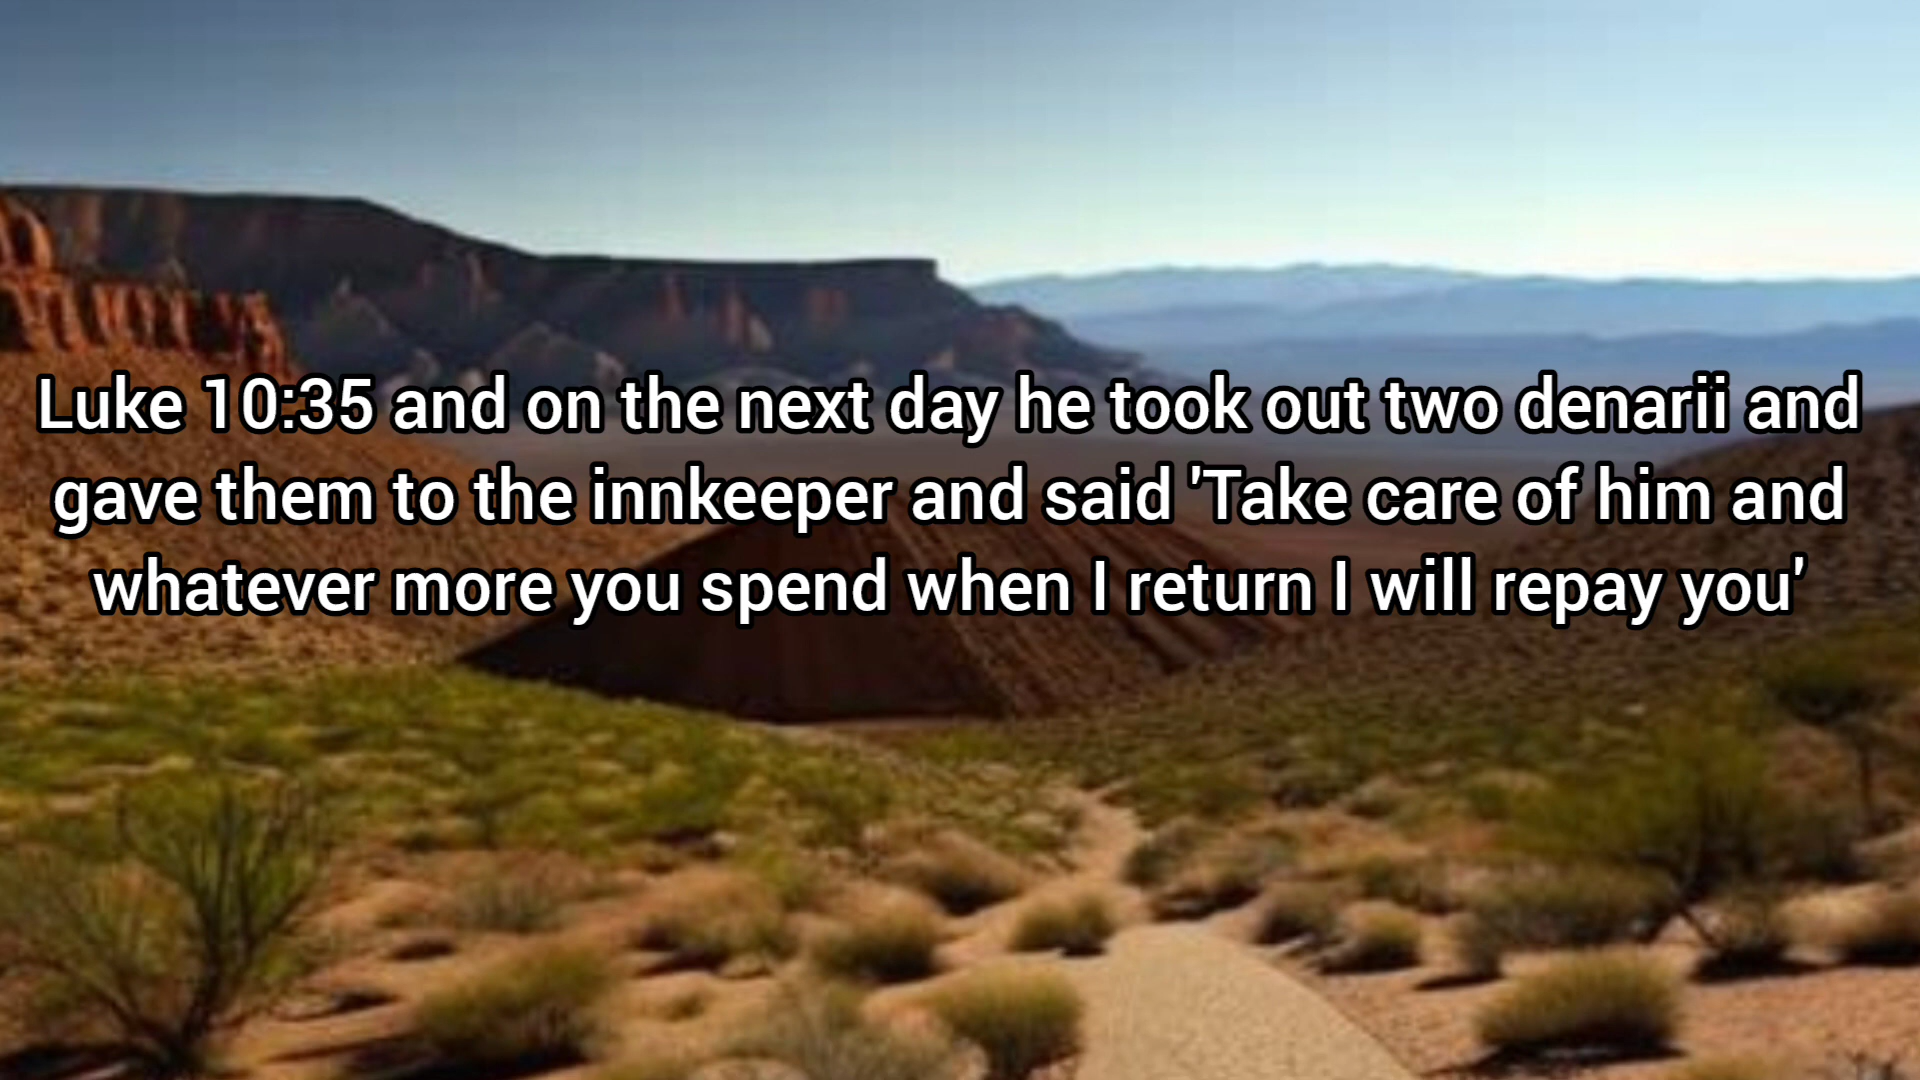 Luke 10:35 and on the next day he took out two denarii and
gave them to the innkeeper and said 'Take care of him and
whatever more you spend when I return I will repay you'